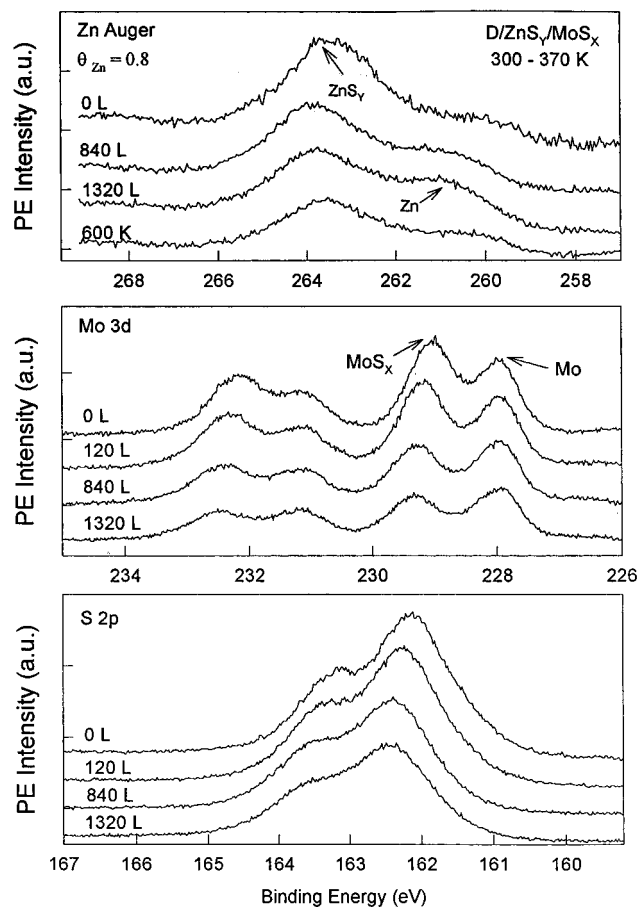 Zn Auger
θ Zn = 0.8
D/ZnSY/MoSX
300 - 370 K
ZnSY
0 L
840 L
1320 L
Zn
600 K
PE Intensity (a.u.)
268 266 264 262 260 258
Mo 3d
MoSX
Mo
0 L
120 L
840 L
1320 L
PE Intensity (a.u.)
234 232 230 228 226
S 2p
0 L
120 L
840 L
1320 L
PE Intensity (a.u.)
167 166 165 164 163 162 161 160
Binding Energy (eV)